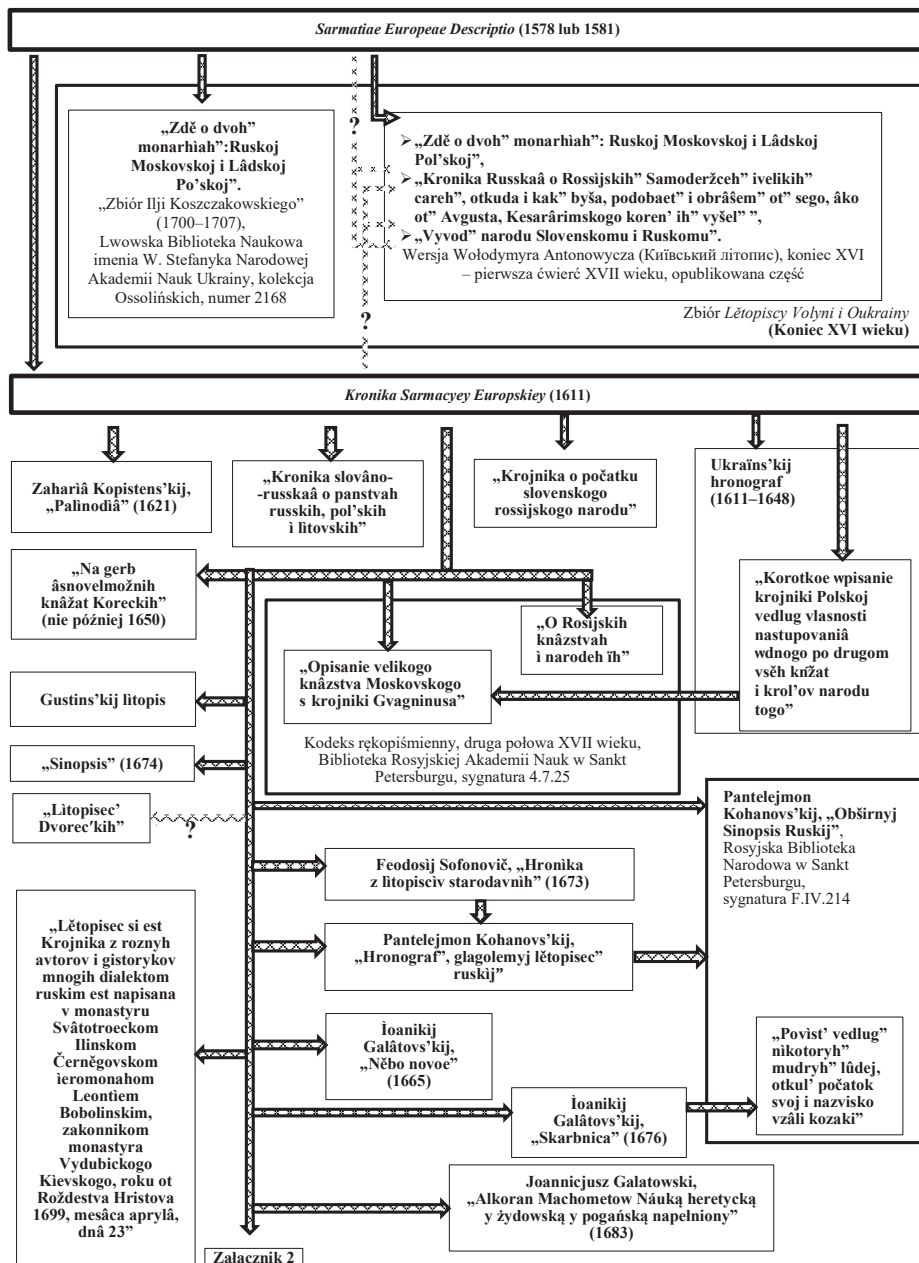 Sarmatiae Europeae Descriptio (1578 lub 1581)
„Zdě o dvoh”
monarhìah”:Ruskoj
Moskovskoj i Lâdskoj
Po’skoj”.
„Zbiór Ilji Koszczakowskiego”
(1700–1707),
Lwowska Biblioteka Naukowa
imienia W. Stefanyka Narodowej
Akademii Nauk Ukrainy, kolekcja
Ossolińskich, numer 2168
?
➢ „Zdě o dvoh” monarhìah”: Ruskoj Moskovskoj i Lâdskoj
Pol’skoj”,
➢ „Kronika Russkaâ o Rossìjskih” Samoderžceh” ivelikih”
careh”, otkuda i kak” byša, podobaet” i obrâŝem” ot” sego, âko
ot” Avgusta, Kesarârimskogo koren’ ih” vyšel” ”,
➢ „Vyvod” narodu Slovenskomu i Ruskomu”.
Wersja Wołodymyra Antonowycza (Київський літопис), koniec XVI
– pierwsza ćwierć XVII wieku, opublikowana część
?
Zbiór Lětopiscy Volyni i Oukrainy
(Koniec XVI wieku)
Kronika Sarmacyey Europskiey (1611)
Zaharìâ Kopistens’kij,
„Palìnodìâ” (1621)
„Kronika slovâno-
-russkaâ o panstvah
russkih, pol’skih
ì lìtovskih”
„Krojnika o počatku
slovenskogo
rossìjskogo narodu”
Ukraïns’kij
hronograf
(1611–1648)
„Na gerb
âsnovelmožnih
knâžat Koreckih”
(nie później 1650)
„O Rosìjskih
knâzstvah
ì narodeh ïh”
„Korotkoe wpisanie
krojniki Polskoj
vedlug vlasnosti
nastupovaniâ
wdnogo po drugom
vsěh knížat
i krol’ov narodu
togo”
„Opisanie velikogo
knâzstva Moskovskogo
s krojniki Gvagninusa”
Gustins’kij lìtopis
Kodeks rękopiśmienny, druga połowa XVII wieku,
Biblioteka Rosyjskiej Akademii Nauk w Sankt
Petersburgu, sygnatura 4.7.25
„Sinopsis” (1674)
„Lìtopisec’
Dvorec’kih”
?
Pantelejmon
Kohanovs’kij, „Obšìrnyj
Sinopsis Ruskij”,
Rosyjska Biblioteka
Narodowa w Sankt
Petersburgu,
sygnatura F.IV.214
Feodosìj Sofonovič, „Hronìka
z lìtopiscìv starodavnìh” (1673)
„Lětopisec si est
Krojnika z roznyh
avtorov i gistorykov
mnogih dialektom
ruskim est napisana
v monastyru
Svâtotroeckom
Ilinskom
Černěgovskom
ìeromonahom
Leontìem
Bobolinskim,
zakonnikom
monastyra
Vydubickogo
Kìevskogo, roku ot
Roždestva Hristova
1699, mesâca aprylâ,
dnâ 23”
Pantelejmon Kohanovs’kij,
„Hronograf”, glagolemyj lětopisec”
ruskìj”
Ìoanikìj
Galâtovs’kij,
„Něbo novoe”
(1665)
„Povìst’ vedlug”
nìkotoryh”
mudryh” lûdej,
otkul’ početok
svoj i nazvisko
vzâli kozaki”
Ìoanikìj
Galâtovs’kij,
„Skarbnica” (1676)
Joannicjusz Galatowski,
„Alkoran Machometow Náuką heretycką
y żydowską y pogańską napełniony”
(1683)
Załącznik 2